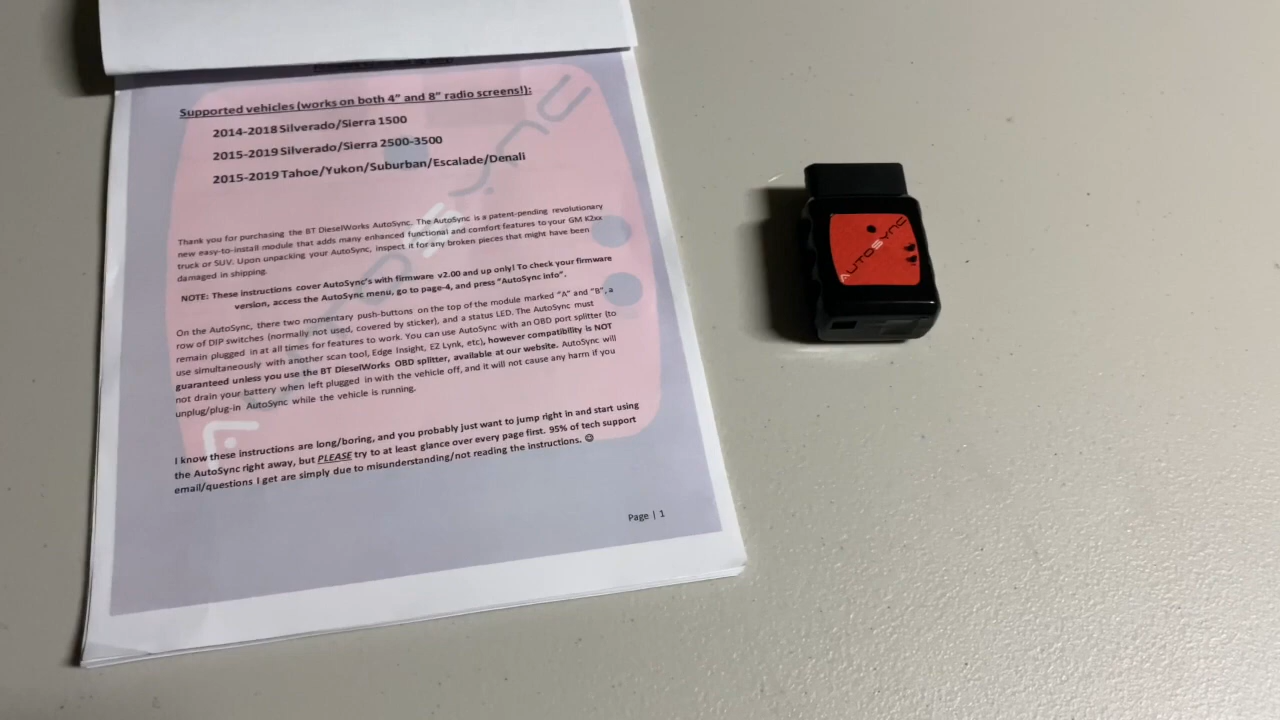 Supported vehicles (works on both 4” and 8” radio screens!):
2014-2018 Silverado/Sierra 1500
2015-2019 Silverado/Sierra 2500-3500
2015-2019 Tahoe/Yukon/Suburban/Escalade/Denali
Thank you for purchasing the BT DieselWorks AutoSync. The AutoSync is a patent-pending revolutionary
new easy-to-install module that adds many enhanced functional and comfort features to your GM K2xx
truck or SUV. Upon unpacking your AutoSync, inspect it for any broken pieces that might have been
damaged in shipping.
NOTE: These instructions cover AutoSync’s with firmware v2.00 and up only! To check your firmware
version, access the AutoSync menu, go to page-4, and press “AutoSync info”.
On the AutoSync, there two momentary push-buttons on the top of the module marked “A” and “B”, a
row of DIP switches (normally not used, covered by sticker), and a status LED. The AutoSync must
remain plugged in at all times for features to work. You can use AutoSync with an OBD port splitter (to
use simultaneously with another scan tool, Edge Insight, EZ Lynk, etc), however compatibility is NOT
guaranteed unless you use the BT DieselWorks OBD splitter, available at our website. AutoSync will
not drain your battery when left plugged in with the vehicle off, and it will not cause any harm if you
unplug/plug-in AutoSync while the vehicle is running.
I know these instructions are long/boring, and you probably just want to jump right in and start using
the AutoSync right away, but PLEASE try to at least glance over every page first. 95% of tech support
email/questions I get are simply due to misunderstanding/not reading the instructions. ☺
Page | 1
AUTOSYNC